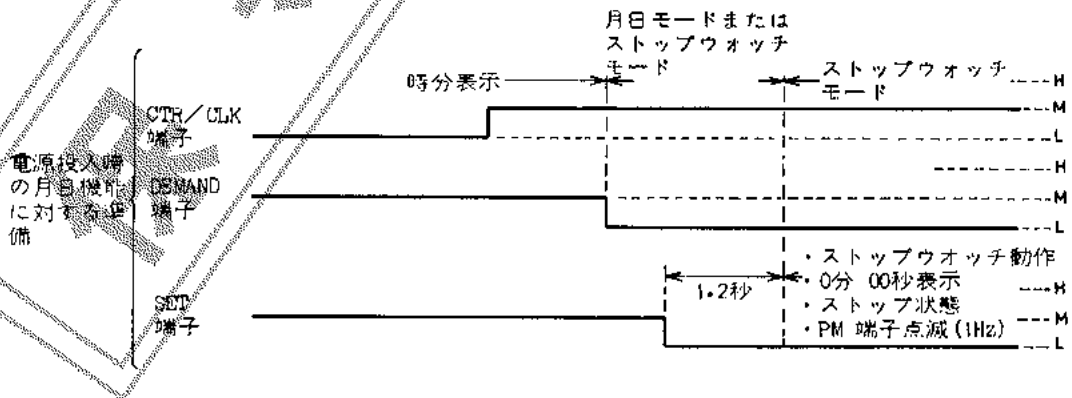 月日モードまたは
ストップウォッチ
モード
時分表示
ストップウォッチ
モード
H
CTR/CLK
端子
M
L
電源投入時
の月日機能
に対する準
備
H
DEMAND
端子
M
L
1.2秒
・ストップウオッチ動作
・0分 00秒表示
・ストップ状態
・PM 端子点滅(1Hz)
H
SET
端子
M
L